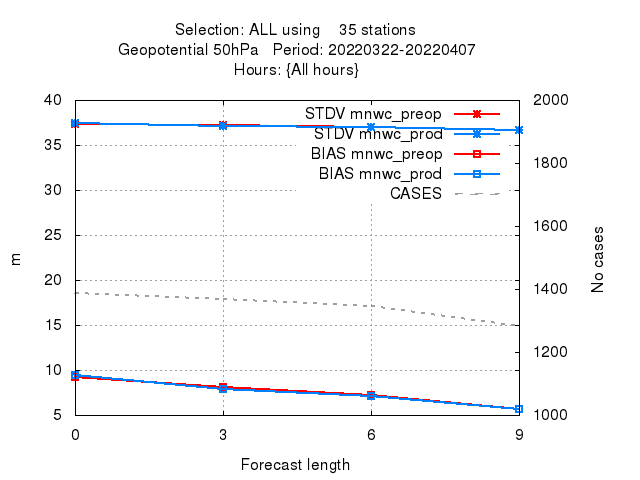 Selection: ALL using    35 stations
Geopotential 50hPa   Period: 20220322-20220407
Hours: {All hours}
40
35
30
25
20
15
10
5
m
2000
1800
1600
1400
1200
1000
No cases
STDV mnwc_preop
STDV mnwc_prod
BIAS mnwc_preop
BIAS mnwc_prod
CASES
0 3 6 9
Forecast length